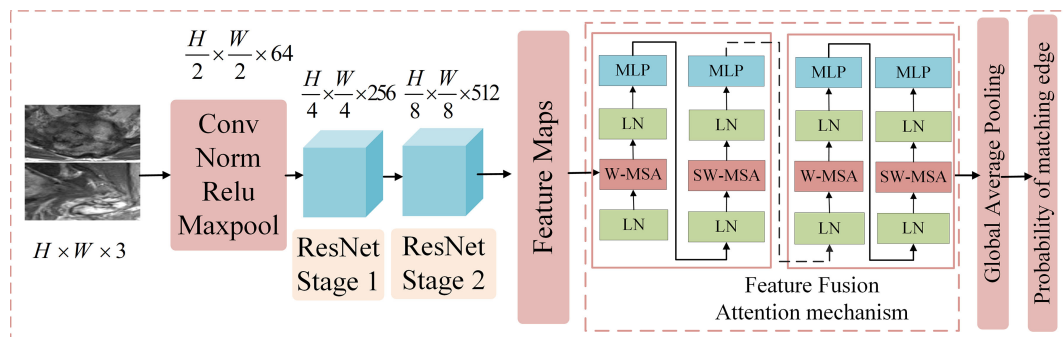 H/2 × W/2 × 64
H/4 × W/4 × 256
H/8 × W/8 × 512
H × W × 3
Conv
Norm
Relu
Maxpool
ResNet
Stage 1
ResNet
Stage 2
Feature Maps
MLP
LN
W-MSA
LN
MLP
LN
SW-MSA
LN
MLP
LN
W-MSA
LN
MLP
LN
SW-MSA
LN
Feature Fusion
Attention mechanism
Global Average Pooling
Probability of matching edge